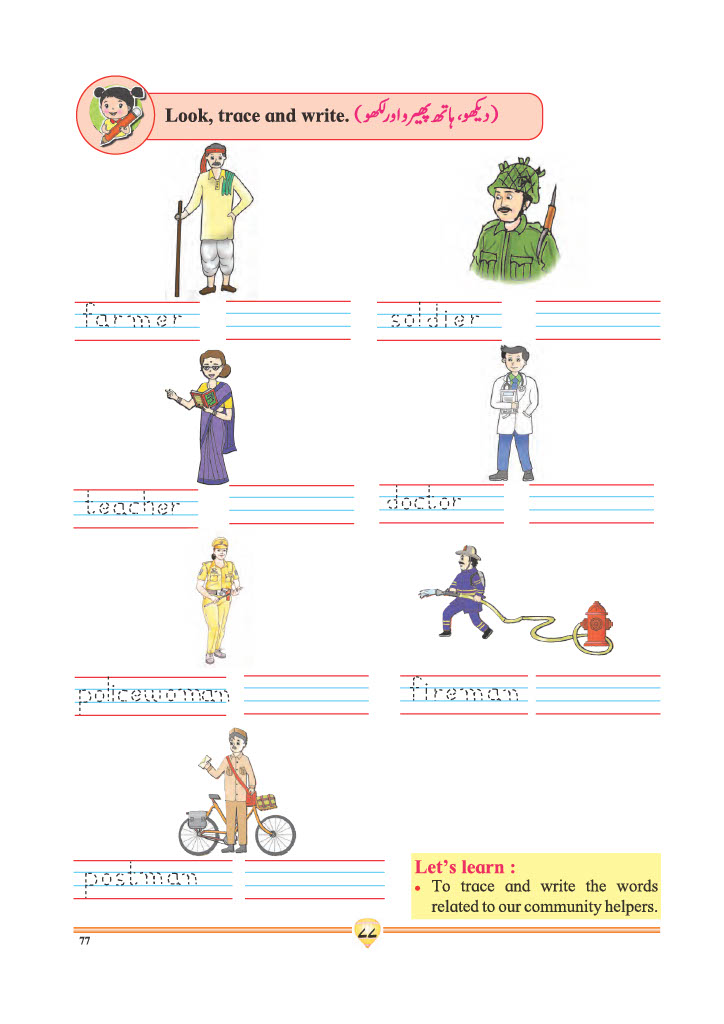 Look, trace and write. (دیکھو، ہاتھ پھیرو اور لکھو)
farmer
soldier
teacher
doctor
policewoman
fireman
postman
Let's learn :
• To trace and write the words
related to our community helpers.
77
۷۷